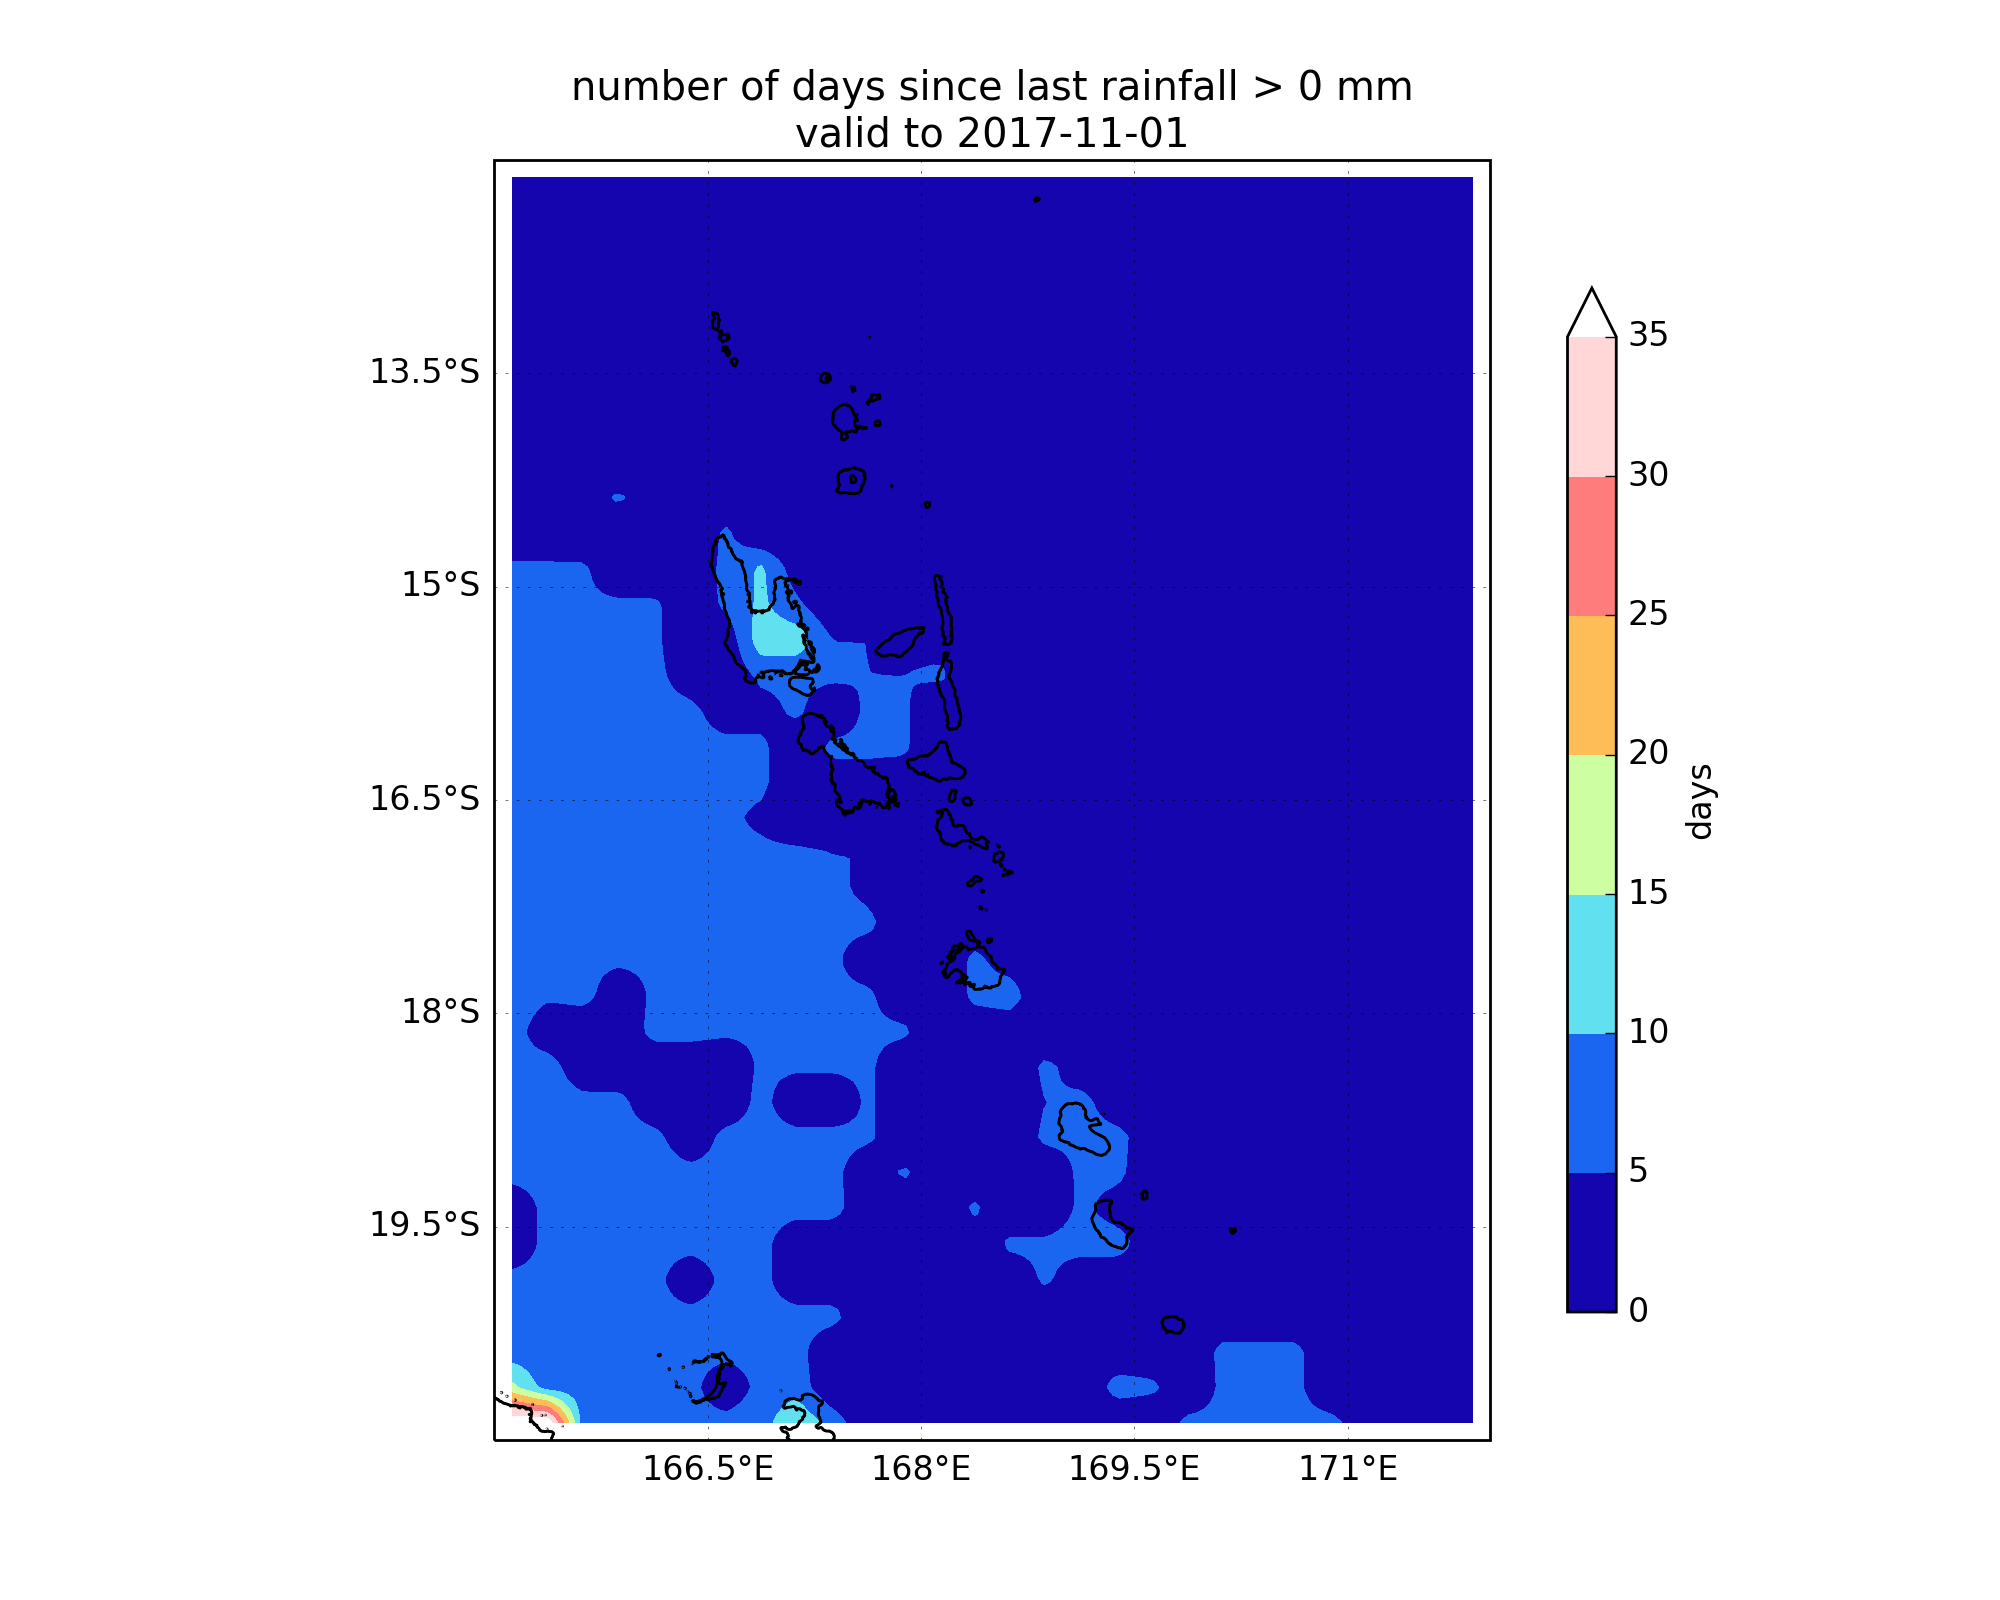 number of days since last rainfall > 0 mm
valid to 2017-11-01
13.5°S
15°S
16.5°S
18°S
19.5°S
166.5°E
168°E
169.5°E
171°E
35
30
25
20
15
10
5
0
days